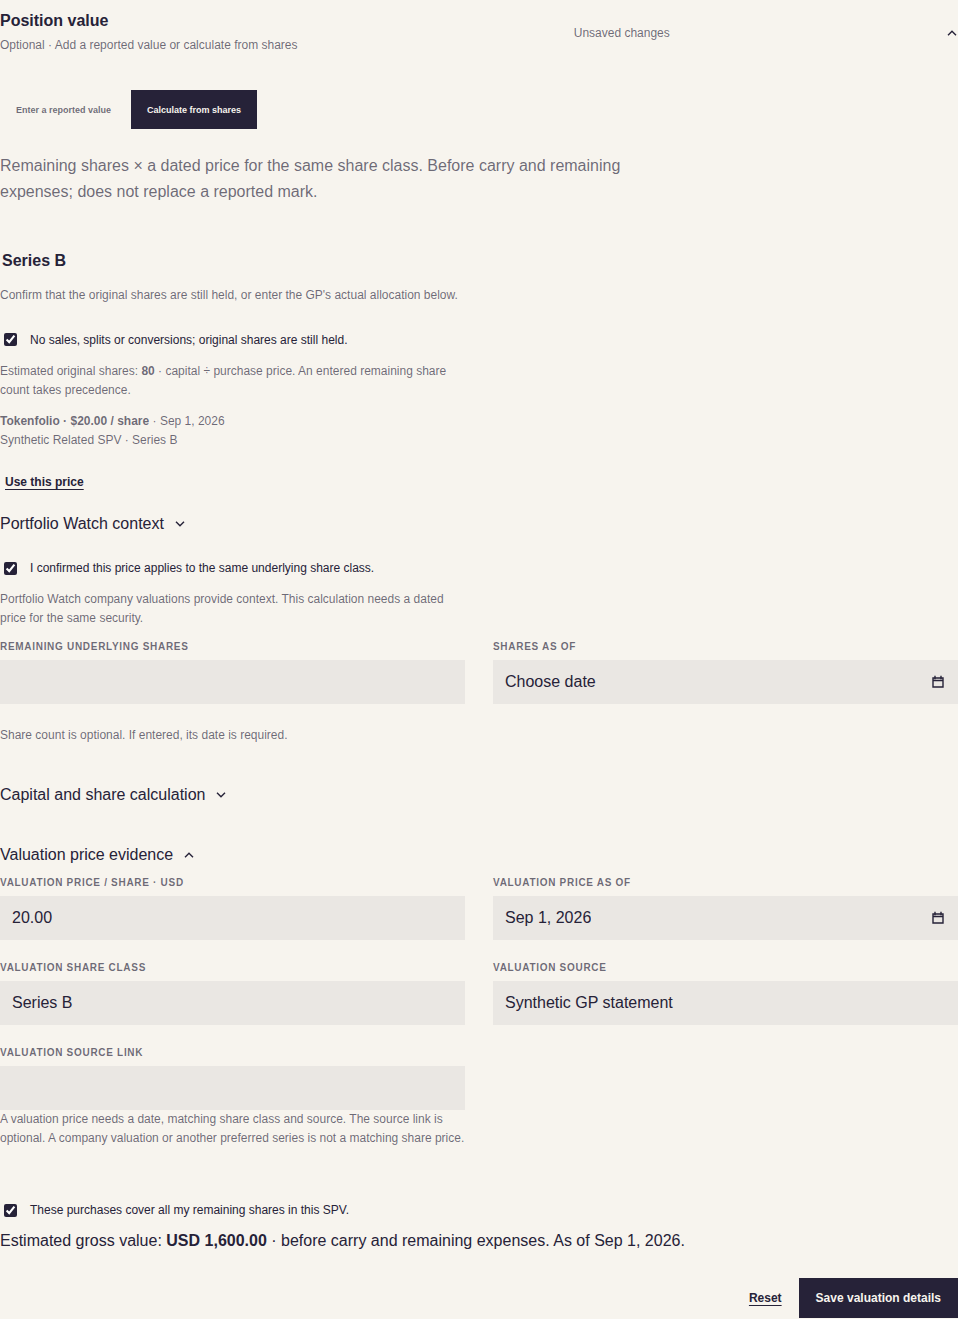 Position value
Optional · Add a reported value or calculate from shares
Unsaved changes
Enter a reported value
Calculate from shares
Remaining shares × a dated price for the same share class. Before carry and remaining
expenses; does not replace a reported mark.
Series B
Confirm that the original shares are still held, or enter the GP's actual allocation below.
No sales, splits or conversions; original shares are still held.
Estimated original shares: 80 · capital ÷ purchase price. An entered remaining share
count takes precedence.
Tokenfolio · $20.00 / share · Sep 1, 2026
Synthetic Related SPV · Series B
Use this price
Portfolio Watch context
I confirmed this price applies to the same underlying share class.
Portfolio Watch company valuations provide context. This calculation needs a dated
price for the same security.
REMAINING UNDERLYING SHARES
SHARES AS OF
Choose date
Share count is optional. If entered, its date is required.
Capital and share calculation
Valuation price evidence
VALUATION PRICE / SHARE · USD
VALUATION PRICE AS OF
20.00
Sep 1, 2026
VALUATION SHARE CLASS
VALUATION SOURCE
Series B
Synthetic GP statement
VALUATION SOURCE LINK
A valuation price needs a date, matching share class and source. The source link is
optional. A company valuation or another preferred series is not a matching share price.
These purchases cover all my remaining shares in this SPV.
Estimated gross value: USD 1,600.00 · before carry and remaining expenses. As of Sep 1, 2026.
Reset
Save valuation details